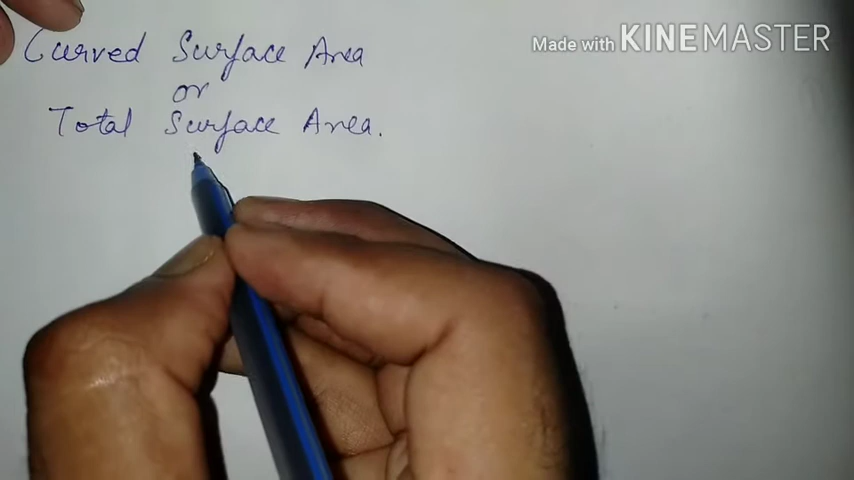 Curved Surface Area
or
Total Surface Area.
Made with KINEMASTER